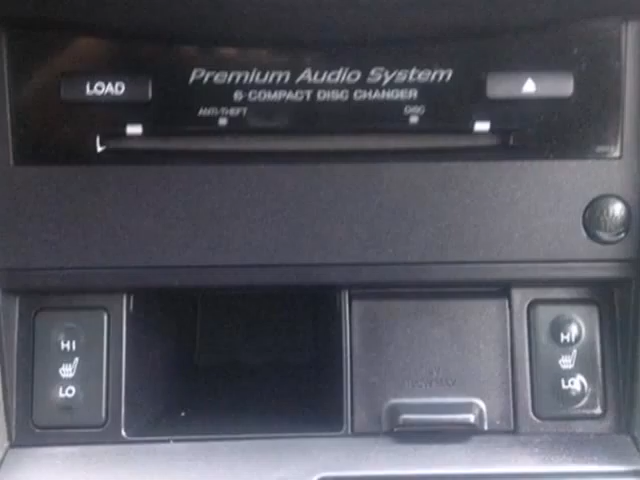 LOAD
Premium Audio System
6·COMPACT DISC CHANGER
ANTI-THEFT
DISC
HI
LO
HI
LO